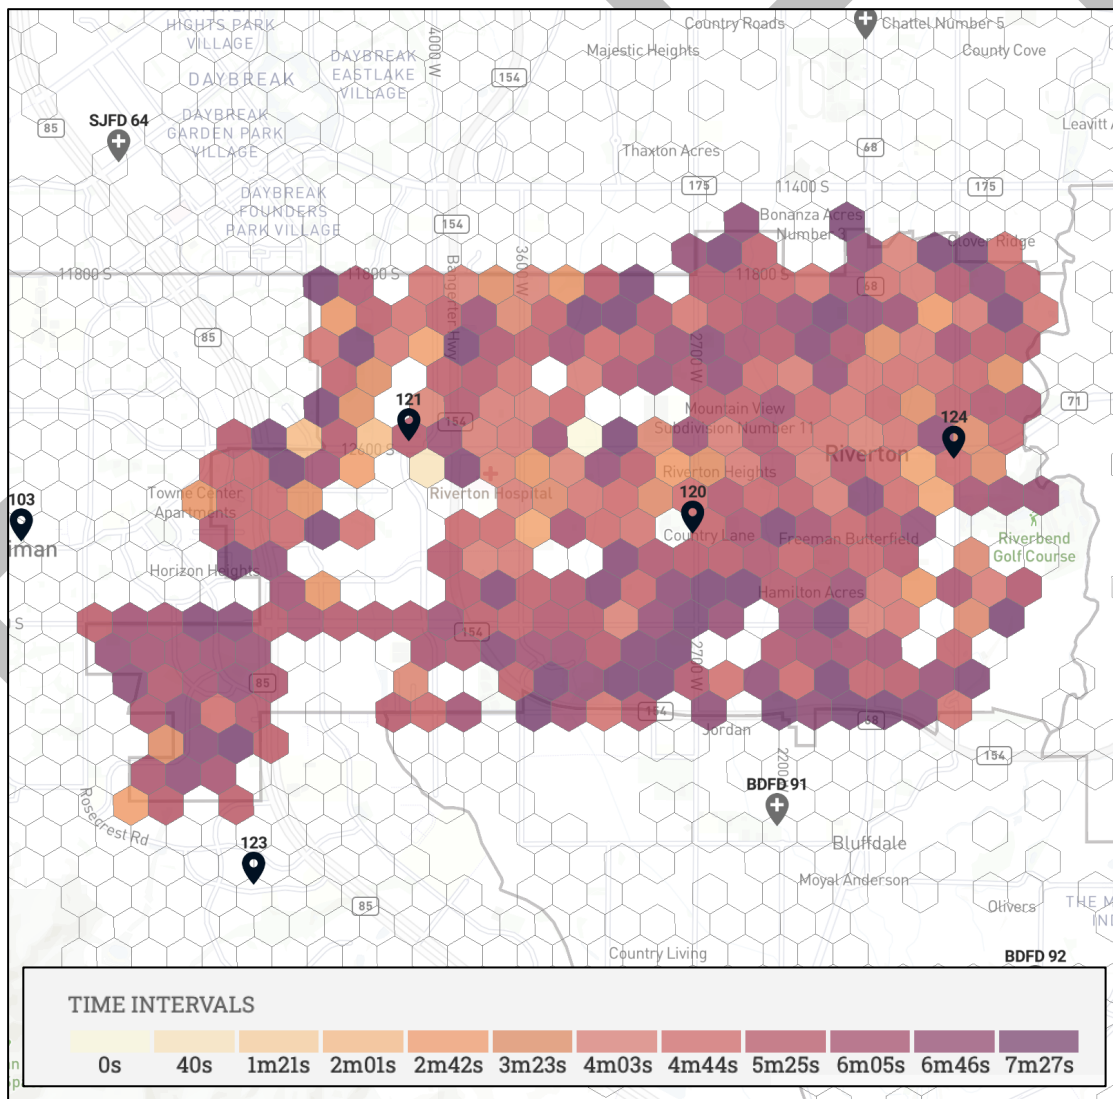 HIGHTS PARK
VILLAGE
Country Roads
Chattel Number 5
4000 W
Majestic Heights
County Cove
DAYBREAK
EASTLAKE
VILLAGE
DAYBREAK
154
SJFD 64
85
DAYBREAK
GARDEN PARK
VILLAGE
Leavitt A
68
Thaxton Acres
175
11400 S
175
DAYBREAK
FOUNDERS
PARK VILLAGE
154
Bonanza Acres
Number 3
Clover Ridge
3600 W
Bangerter Hwy
11800 S
11800 S
11800 S
68
85
2700 W
121
154
71
Mountain View
Subdivision Number 11
124
12600 S
Riverton
Riverton Heights
Towne Center
Apartments
Riverton Hospital
103
120
riman
Country Lane
Freeman Butterfield
Riverbend
Golf Course
Horizon Heights
Hamilton Acres
S
154
2700 W
85
154
68
Jordan
154
2200
BDFD 91
Rosecrest Rd
123
Bluffdale
Moyal Anderson
85
Olivers
THE M
IND
Country Living
BDFD 92
TIME INTERVALS
0s
40s
1m21s
2m01s
2m42s
3m23s
4m03s
4m44s
5m25s
6m05s
6m46s
7m27s